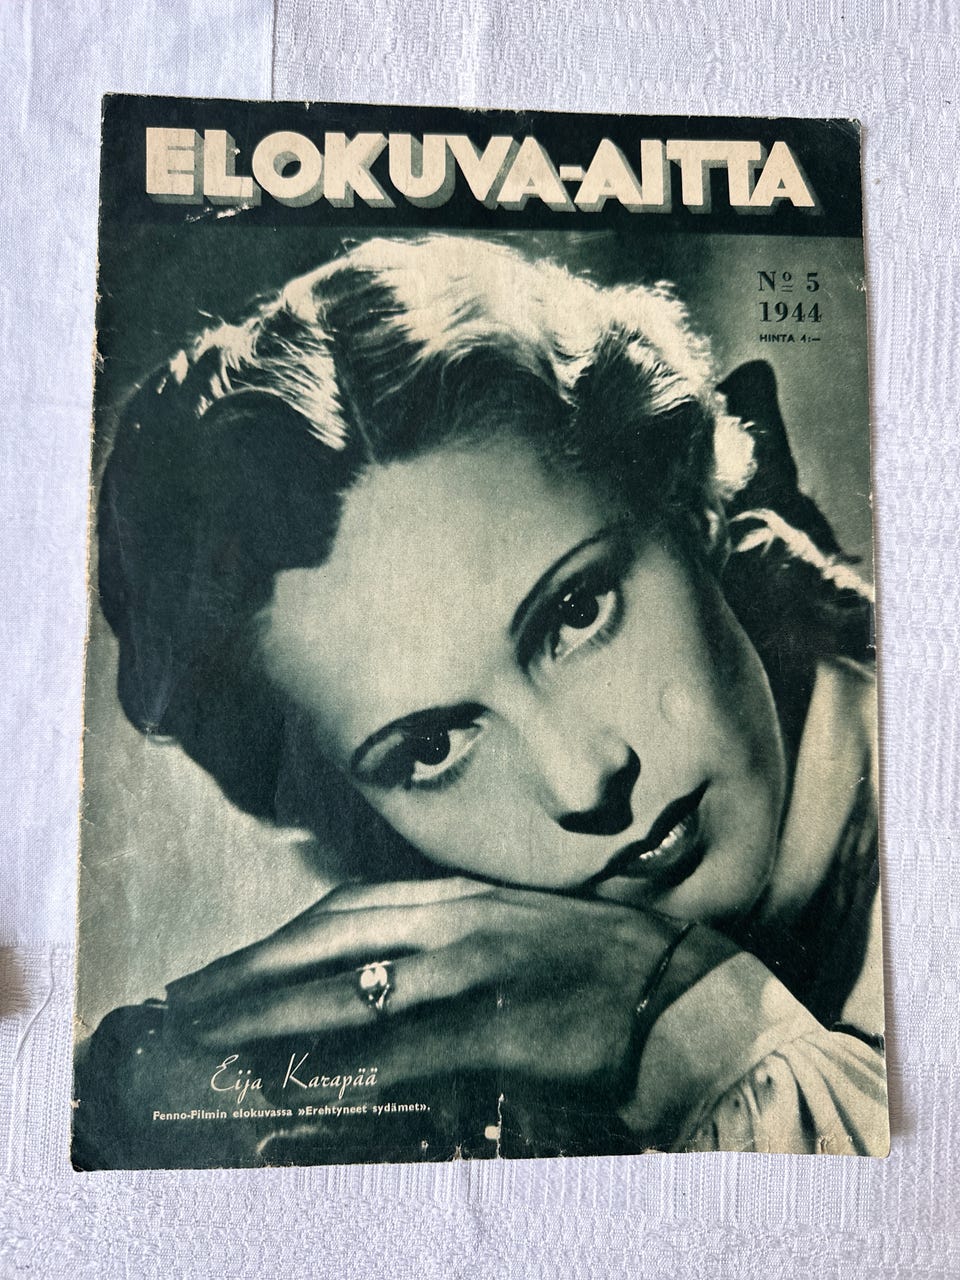 ELOKUVA-AITTA
Nº 5
1944
HINTA 4:—
Eija Karapää
Fenno-Filmin elokuvassa »Erehtyneet sydämet».